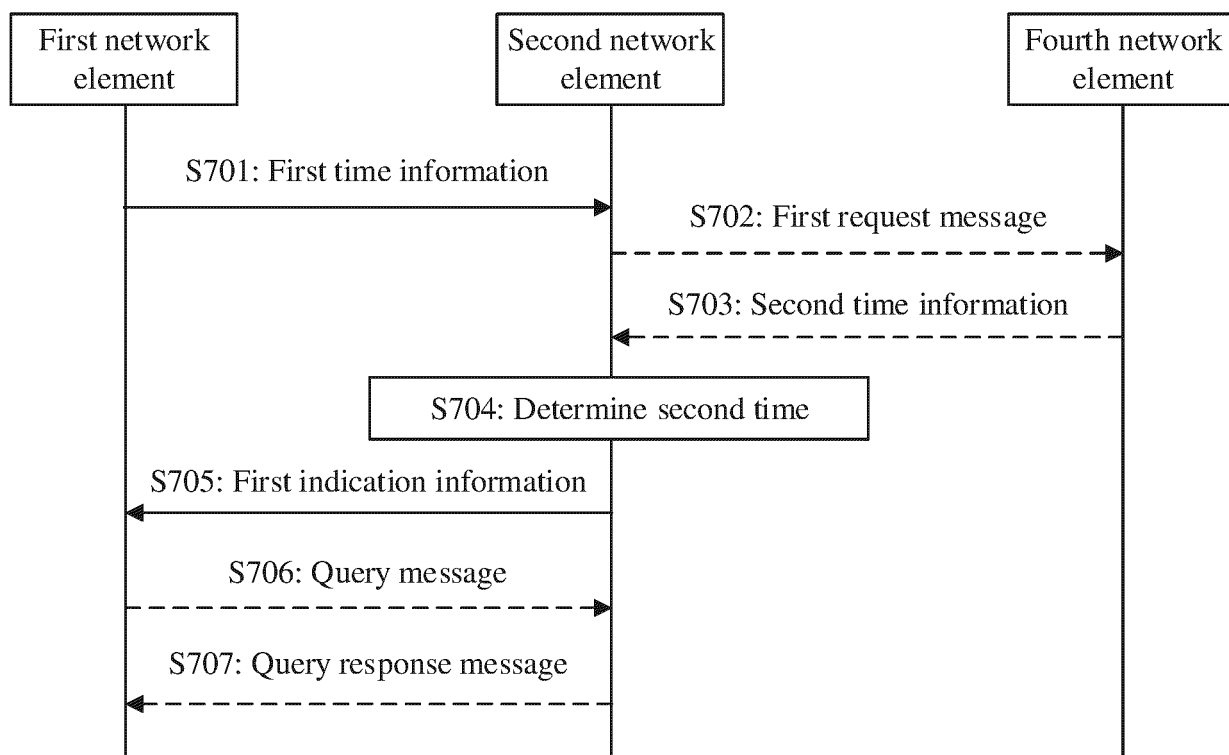 First network
element
Second network
element
Fourth network
element
S701: First time information
S702: First request message
S703: Second time information
S704: Determine second time
S705: First indication information
S706: Query message
S707: Query response message